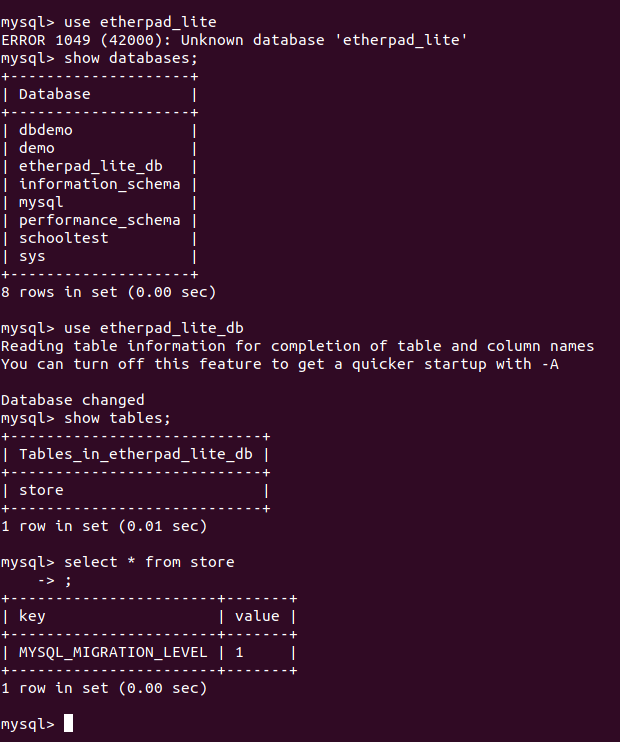 mysql> use etherpad_lite
ERROR 1049 (42000): Unknown database 'etherpad_lite'
mysql> show databases;
+--------------------+
| Database           |
+--------------------+
| dbdemo             |
| demo               |
| etherpad_lite_db   |
| information_schema |
| mysql              |
| performance_schema |
| schooltest         |
| sys                |
+--------------------+
8 rows in set (0.00 sec)

mysql> use etherpad_lite_db
Reading table information for completion of table and column names
You can turn off this feature to get a quicker startup with -A

Database changed
mysql> show tables;
+----------------------------+
| Tables_in_etherpad_lite_db |
+----------------------------+
| store                      |
+----------------------------+
1 row in set (0.01 sec)

mysql> select * from store
    -> ;
+-----------------------+-------+
| key                   | value |
+-----------------------+-------+
| MYSQL_MIGRATION_LEVEL | 1     |
+-----------------------+-------+
1 row in set (0.00 sec)

mysql>